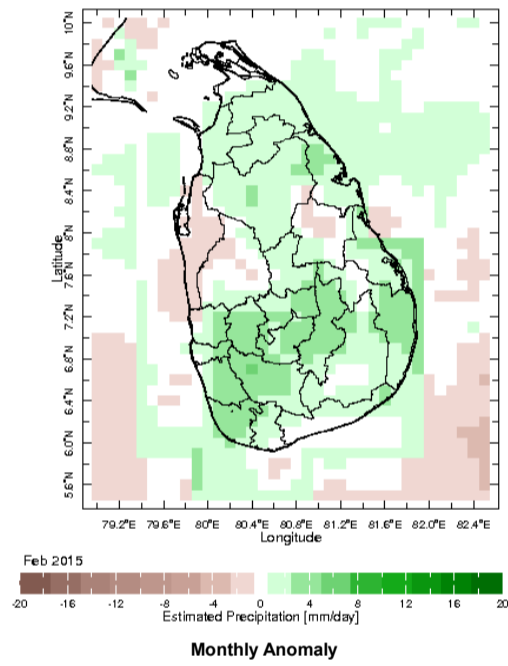 10°N
9.6°N
9.2°N
8.8°N
8.4°N
8°N
7.6°N
7.2°N
6.8°N
6.4°N
6.0°N
5.6°N
Latitude
79.2°E 79.6°E 80°E 80.4°E 80.8°E 81.2°E 81.6°E 82.0°E 82.4°E
Longitude
Feb 2015
-20 -16 -12 -8 -4 0 4 8 12 16 20
Estimated Precipitation [mm/day]
Monthly Anomaly